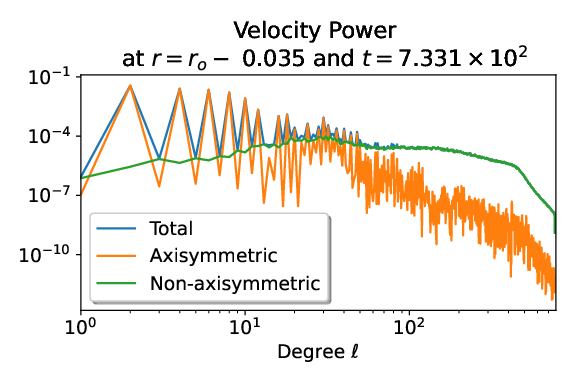 Velocity Power
at r = r_o − 0.035 and t = 7.331 × 10^2
10^−1
10^−4
10^−7
10^−10
Total
Axisymmetric
Non-axisymmetric
10^0 10^1 10^2
Degree ℓ